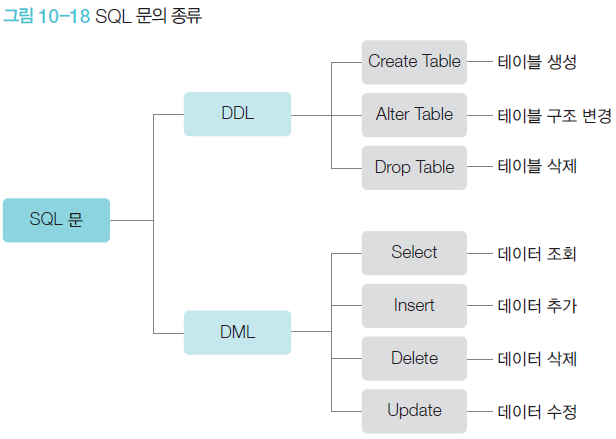 그림 10-18 SQL 문의 종류
Create Table 테이블 생성
DDL Alter Table 테이블 구조 변경
Drop Table 테이블 삭제
SQL 문
Select 데이터 조회
Insert 데이터 추가
DML
Delete 데이터 삭제
Update 데이터 수정